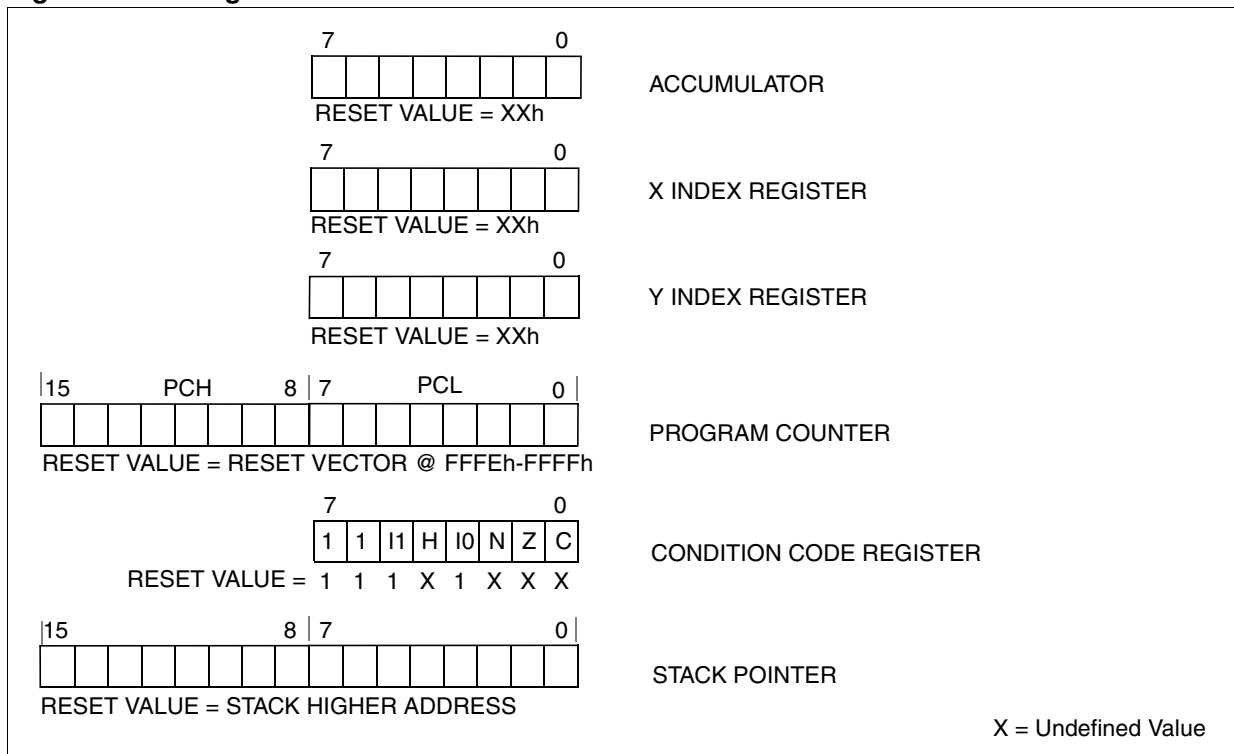 7 0
ACCUMULATOR
RESET VALUE = XXh
7 0
X INDEX REGISTER
RESET VALUE = XXh
7 0
Y INDEX REGISTER
RESET VALUE = XXh
15 PCH 8 7 PCL 0
PROGRAM COUNTER
RESET VALUE = RESET VECTOR @ FFFEh-FFFFh
7 0
1 1 I1 H I0 N Z C
CONDITION CODE REGISTER
RESET VALUE = 1 1 1 X 1 X X X
15 8 7 0
STACK POINTER
RESET VALUE = STACK HIGHER ADDRESS
X = Undefined Value